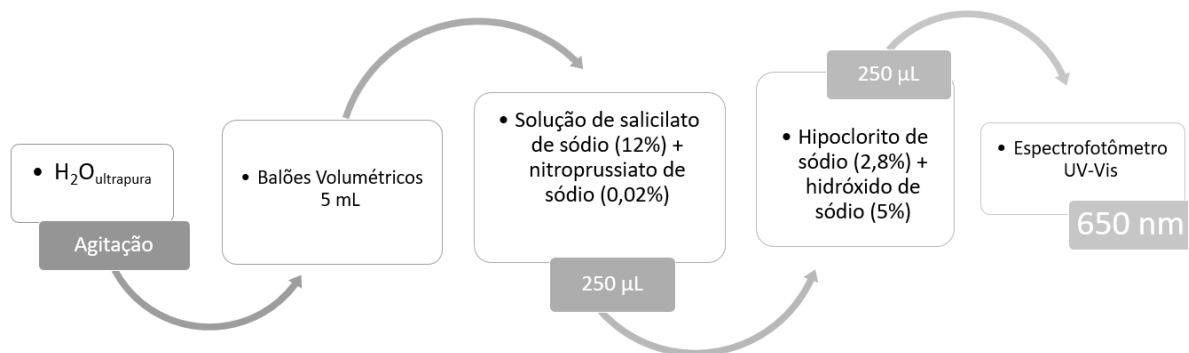 • H₂Oultrapura
Agitação
• Balões Volumétricos
5 mL
• Solução de salicilato
de sódio (12%) +
nitroprussiato de
sódio (0,02%)
250 µL
250 µL
• Hipoclorito de
sódio (2,8%) +
hidróxido de
sódio (5%)
• Espectrofotômetro
UV-Vis
650 nm